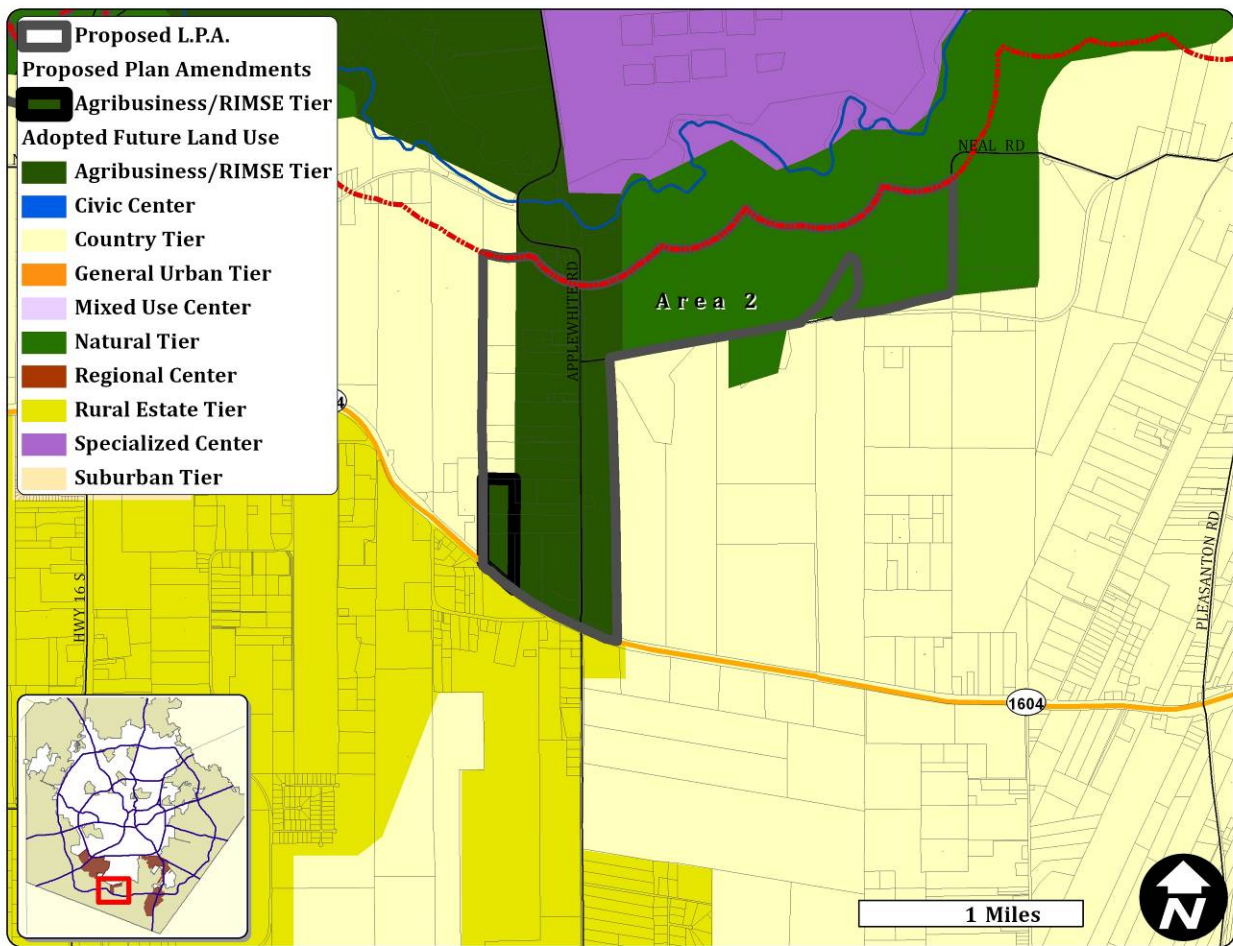 Proposed L.P.A.
Proposed Plan Amendments
Agribusiness/RIMSE Tier
Adopted Future Land Use
Agribusiness/RIMSE Tier
Civic Center
Country Tier
General Urban Tier
Mixed Use Center
Natural Tier
Regional Center
Rural Estate Tier
Specialized Center
Suburban Tier
NEAL RD
Area 2
APPLEWHITE RD
4
HWY 16 S
PLEASANTON RD
1604
1 Miles
N